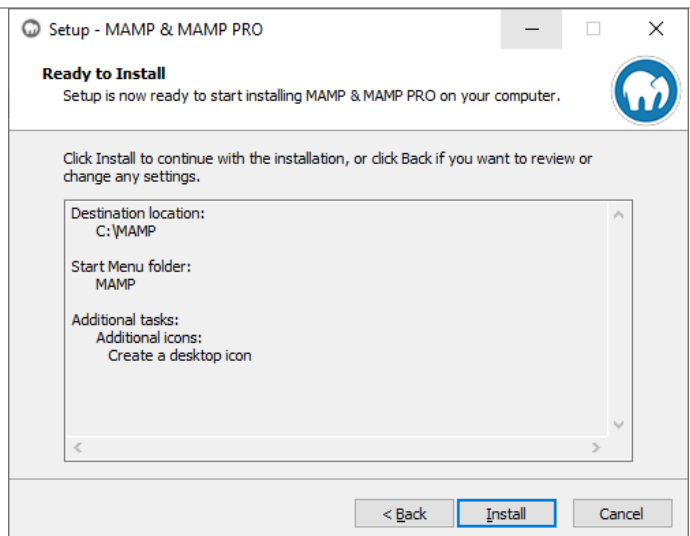 Setup - MAMP & MAMP PRO
Ready to Install
Setup is now ready to start installing MAMP & MAMP PRO on your computer.
Click Install to continue with the installation, or click Back if you want to review or
change any settings.
Destination location:
C:\MAMP
Start Menu folder:
MAMP
Additional tasks:
Additional icons:
Create a desktop icon
< Back
Install
Cancel